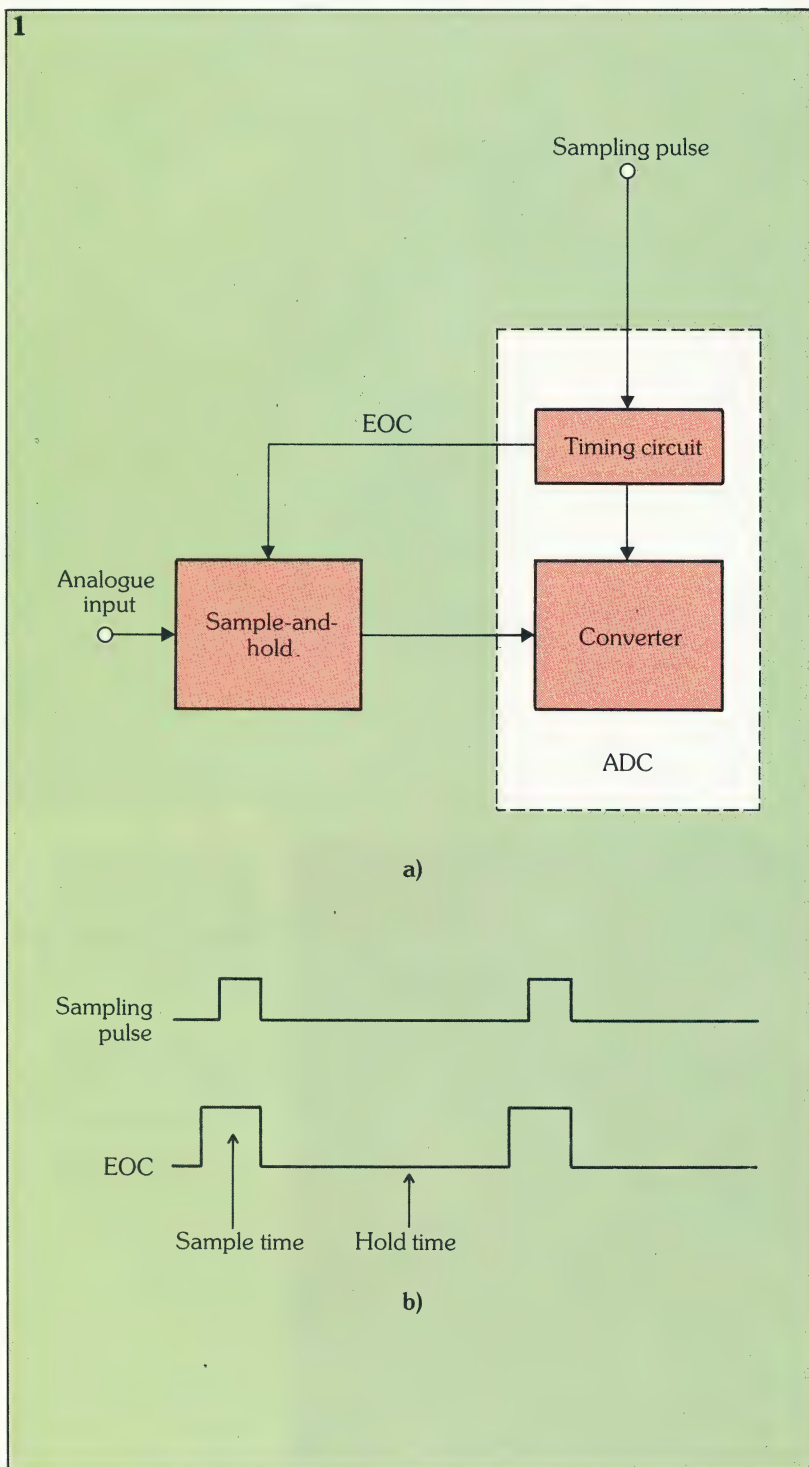 1
Sampling pulse
EOC
Timing circuit
Analogue
input
Sample-and-
hold
Converter
ADC
a)
Sampling
pulse
EOC
Sample time
Hold time
b)